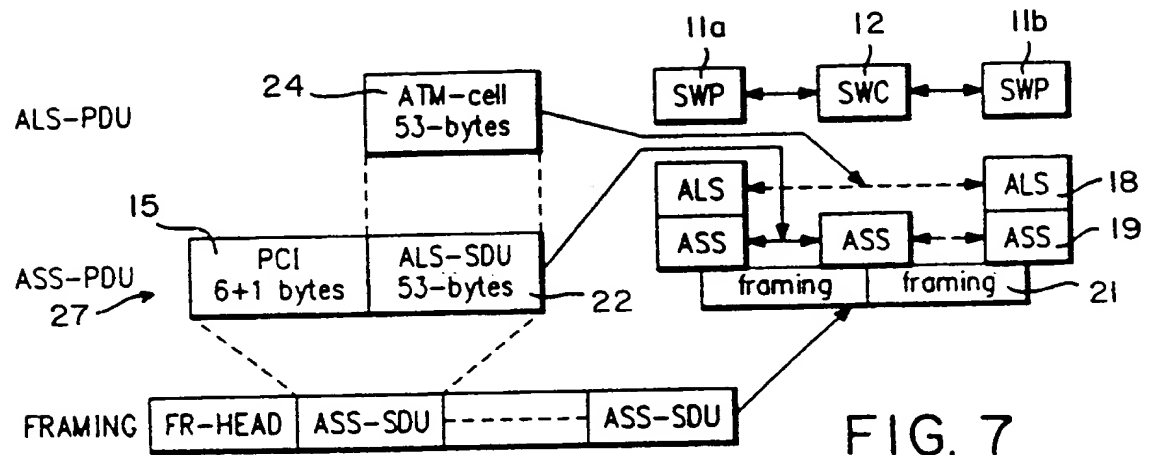 11a
12
11b
24
ATM-cell
53-bytes
SWP
SWC
SWP
ALS-PDU
15
ALS
ALS
18
ASS-PDU
PCI
6+1 bytes
ALS-SDU
53-bytes
ASS
ASS
ASS
19
27
22
framing
framing
21
FRAMING
FR-HEAD
ASS-SDU
ASS-SDU
FIG. 7